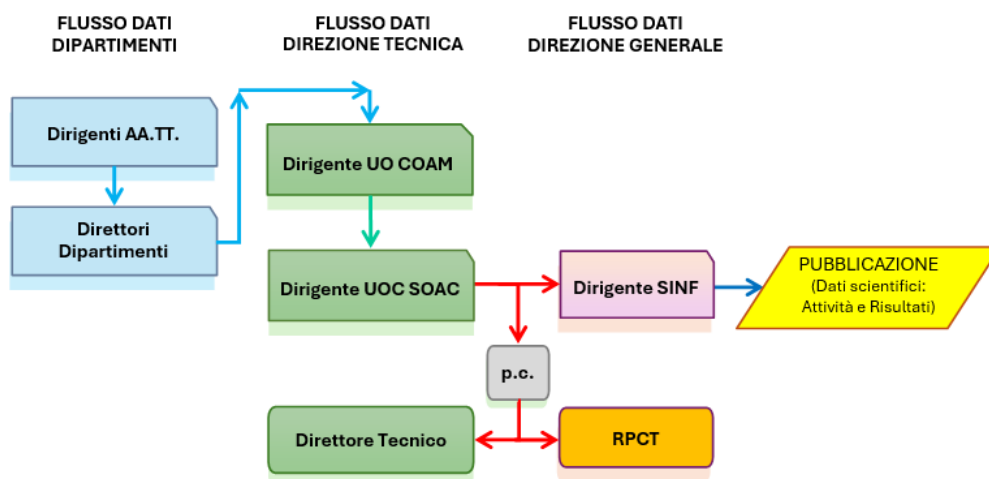 FLUSSO DATI
DIPARTIMENTI
FLUSSO DATI
DIREZIONE TECNICA
FLUSSO DATI
DIREZIONE GENERALE
Dirigenti AA.TT.
Direttori
Dipartimenti
Dirigente UO COAM
Dirigente UOC SOAC
Dirigente SINF
PUBBLICAZIONE
(Dati scientifici:
Attività e Risultati)
p.c.
Direttore Tecnico
RPCT